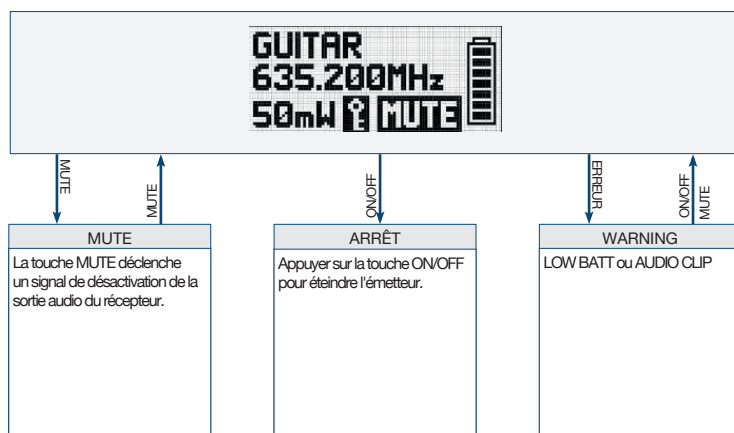 GUITAR
635.200MHz
50mW MUTE
MUTE
MUTE
ON/OFF
ERREUR
ON/OFF
MUTE
MUTE
La touche MUTE déclenche
un signal de désactivation de la
sortie audio du récepteur.
ARRÊT
Appuyer sur la touche ON/OFF
pour éteindre l'émetteur.
WARNING
LOW BATT ou AUDIO CLIP